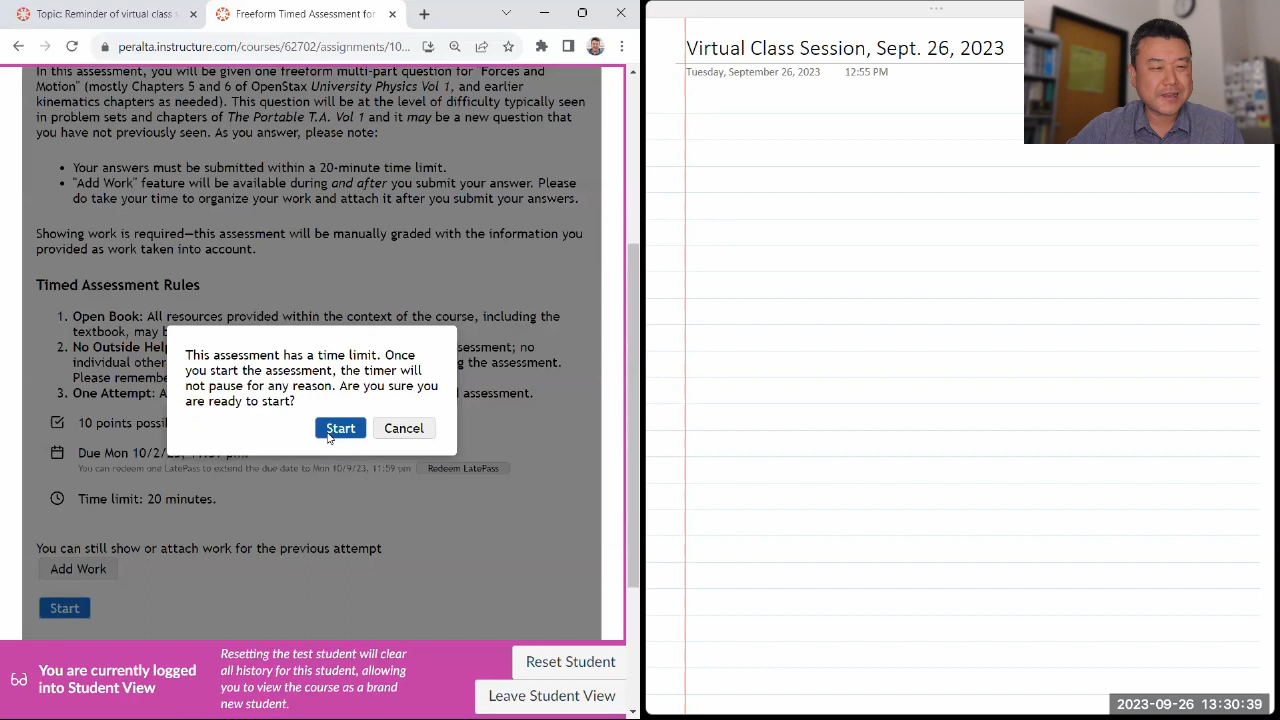 Topic: Reminder of virtual class
Freeform Timed Assessment for
peralta.instructure.com/courses/62702/assignments/10...
In this assessment, you will be given one freeform multi-part question for "Forces and
Motion" (mostly Chapters 5 and 6 of OpenStax University Physics Vol 1, and earlier
kinematics chapters as needed). This question will be at the level of difficulty typically seen
in problem sets and chapters of The Portable T.A. Vol 1 and it may be a new question that
you have not previously seen. As you answer, please note:
• Your answers must be submitted within a 20-minute time limit.
• "Add Work" feature will be available during and after you submit your answer. Please
do take your time to organize your work and attach it after you submit your answers.
Showing work is required—this assessment will be manually graded with the information you
provided as work taken into account.
Timed Assessment Rules
1. Open Book: All resources provided within the context of the course, including the
textbook, may b
2. No Outside Help ssessment; no
individual other ng the assessment.
Please remembe
3. One Attempt: A d assessment.
This assessment has a time limit. Once
you start the assessment, the timer will
not pause for any reason. Are you sure you
are ready to start?
Start Cancel
10 points possi
Due Mon 10/2/
You can redeem one LatePass to extend the due date to Mon 10/9/23, 11:59 pm Redeem LatePass
Time limit: 20 minutes.
You can still show or attach work for the previous attempt
Add Work
Start
You are currently logged
into Student View
Resetting the test student will clear
all history for this student, allowing
you to view the course as a brand
new student.
Reset Student
Leave Student View
Virtual Class Session, Sept. 26, 2023
Tuesday, September 26, 2023 12:55 PM
2023-09-26 13:30:39